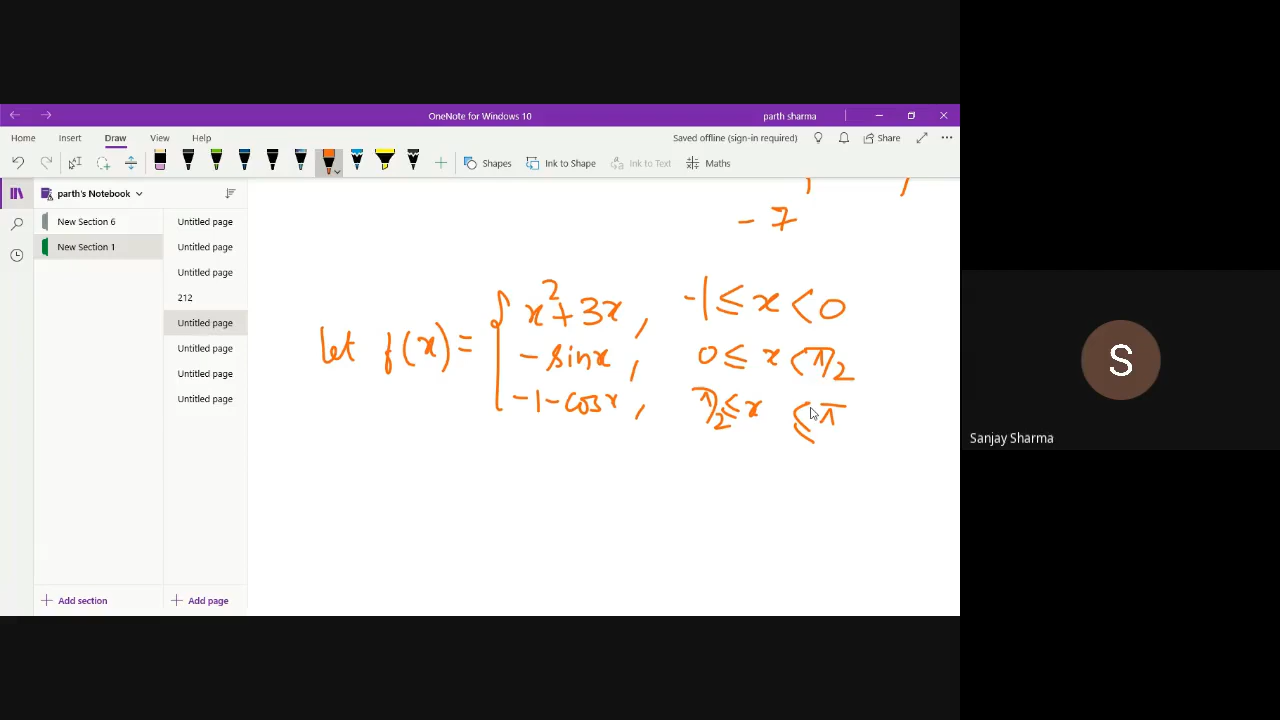 OneNote for Windows 10
parth sharma
Home Insert Draw View Help
Saved offline (sign-in required)
Share
Shapes
Ink to Shape
Ink to Text
Maths
parth's Notebook
New Section 6
New Section 1
Untitled page
Untitled page
Untitled page
212
Untitled page
Untitled page
Untitled page
Untitled page
Add section
Add page
- 7
let f(x) = { x²+3x, -1 ≤ x < 0
-sinx, 0 ≤ x < π/2
-1-cosx, π/2 ≤ x ≤ π
S
Sanjay Sharma